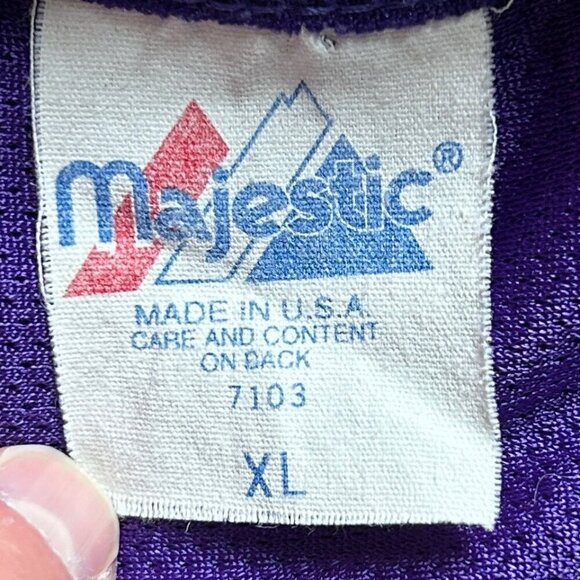 Majestic®
MADE IN U.S.A.
CARE AND CONTENT
ON BACK
7103
XL